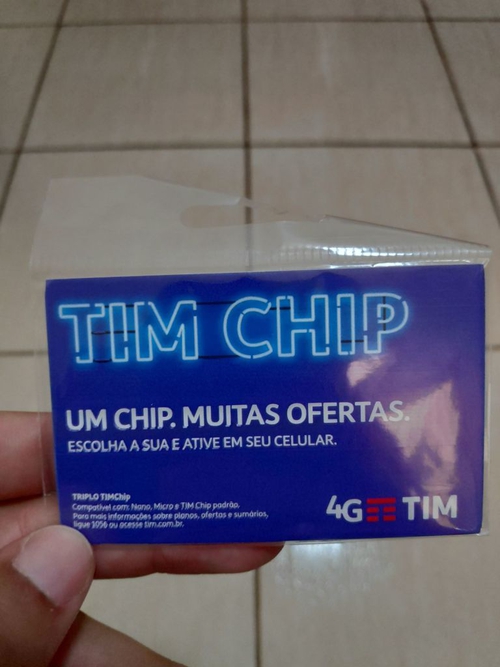 TIM CHIP
UM CHIP. MUITAS OFERTAS.
ESCOLHA A SUA E ATIVE EM SEU CELULAR.
TRIPLO TIMChip
Compatível com: Nano, Micro e TIM Chip padrão.
Para mais informações sobre planos, ofertas e sumários,
ligue 1056 ou acesse tim.com.br.
4G TIM